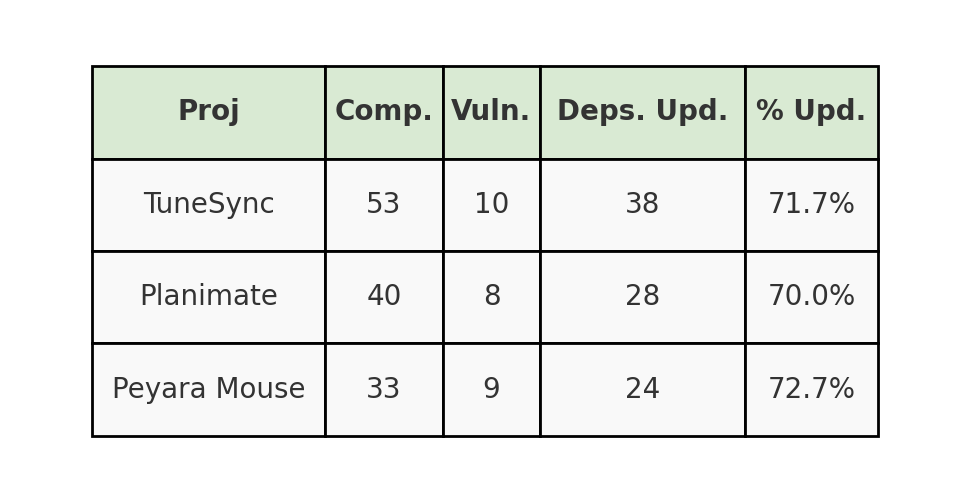 Proj Comp. Vuln. Deps. Upd. % Upd.
TuneSync 53 10 38 71.7%
Planimate 40 8 28 70.0%
Peyara Mouse 33 9 24 72.7%